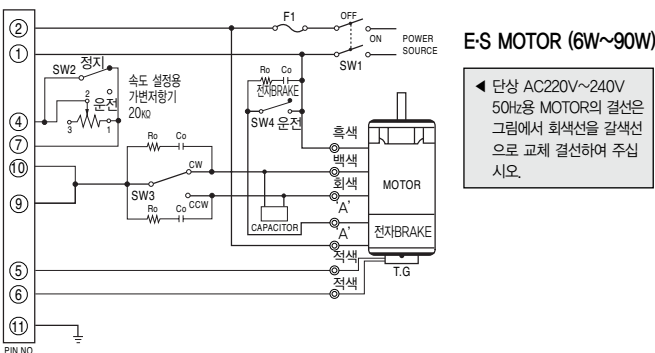 E·S MOTOR (6W~90W)
◀ 단상 AC220V~240V
50Hz용 MOTOR의 결선은
그림에서 회색선을 갈색선
으로 교체 결선하여 주십
시오.
②
①
④
⑦
⑩
⑨
⑤
⑥
⑪
PIN NO
F1
OFF
ON
POWER
SOURCE
SW1
SW2
정지
운전
2
3
1
속도 설정용
가변저항기
20KΩ
Ro Co
전자BRAKE
SW4 운전
Ro Co
CW
SW3
CCW
Ro Co
CAPACITOR
흑색
백색
회색
'A'
'A'
적색
적색
MOTOR
전자BRAKE
T.G